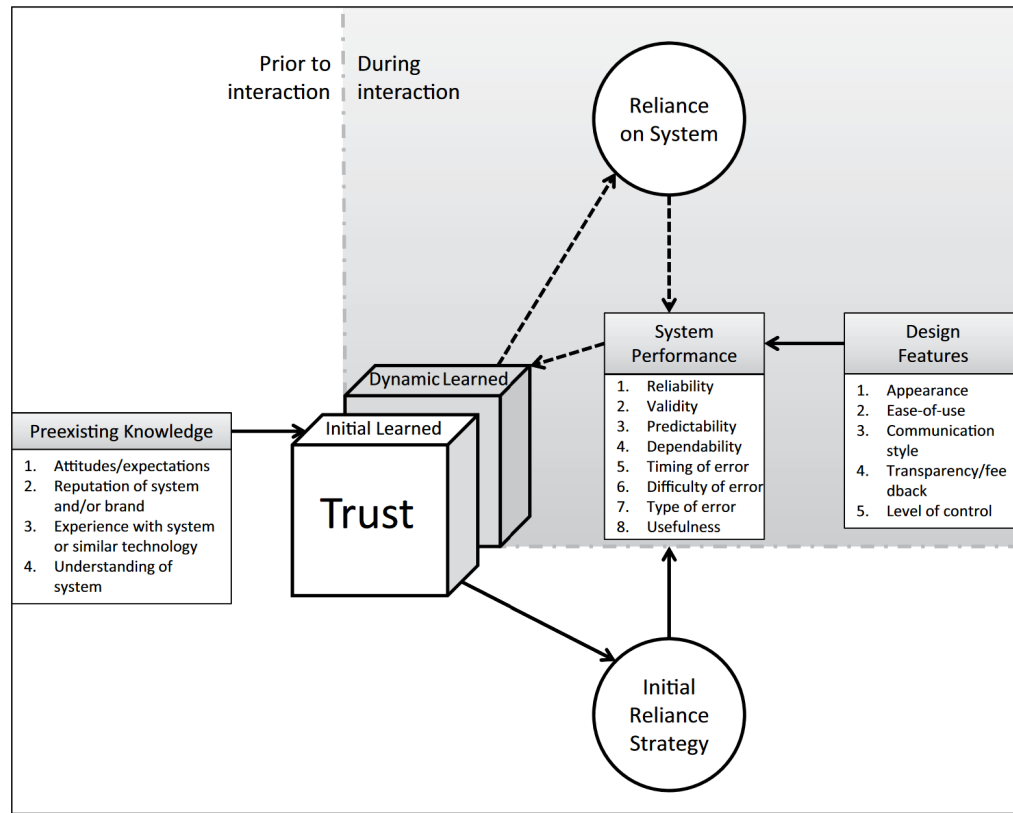 Prior to
interaction
During
interaction
Reliance
on System
System
Performance
1. Reliability
2. Validity
3. Predictability
4. Dependability
5. Timing of error
6. Difficulty of error
7. Type of error
8. Usefulness
Design
Features
1. Appearance
2. Ease-of-use
3. Communication
style
4. Transparency/fee
dback
5. Level of control
Dynamic Learned
Initial Learned
Trust
Preexisting Knowledge
1. Attitudes/expectations
2. Reputation of system
and/or brand
3. Experience with system
or similar technology
4. Understanding of
system
Initial
Reliance
Strategy